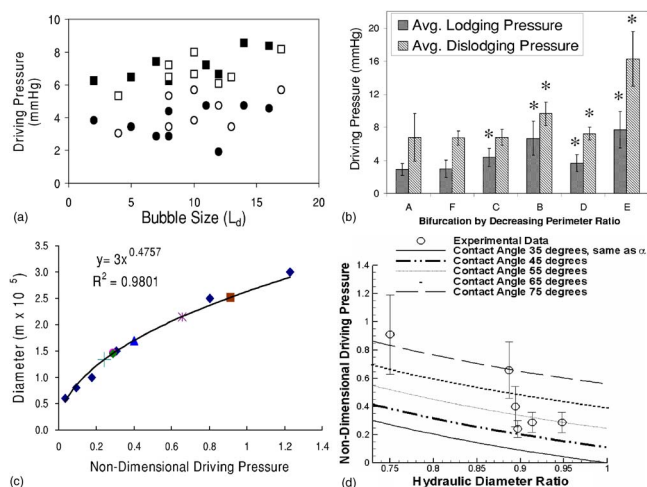 12
10
8
6
4
2
0
Driving Pressure
(mmHg)
0 5 10 15 20
Bubble Size (Ld)
(a)
20
16
12
8
4
0
Driving Pressure (mmHg)
Avg. Lodging Pressure
Avg. Dislodging Pressure
* * * * * * *
A F C B D E
Bifurcation by Decreasing Perimeter Ratio
(b)
3.5
3.0
2.5
2.0
1.5
1.0
0.5
0.0
Diameter (m x 10⁻⁵)
y= 3x^0.4757
R² = 0.9801
0 0.2 0.4 0.6 0.8 1 1.2 1.4
Non-Dimensional Driving Pressure
(c)
1.4
1.2
1
0.8
0.6
0.4
0.2
0
Non-Dimensional Driving Pressure
Experimental Data
Contact Angle 35 degrees, same as α
Contact Angle 45 degrees
Contact Angle 55 degrees
Contact Angle 65 degrees
Contact Angle 75 degrees
0.75 0.8 0.85 0.9 0.95 1
Hydraulic Diameter Ratio
(d)